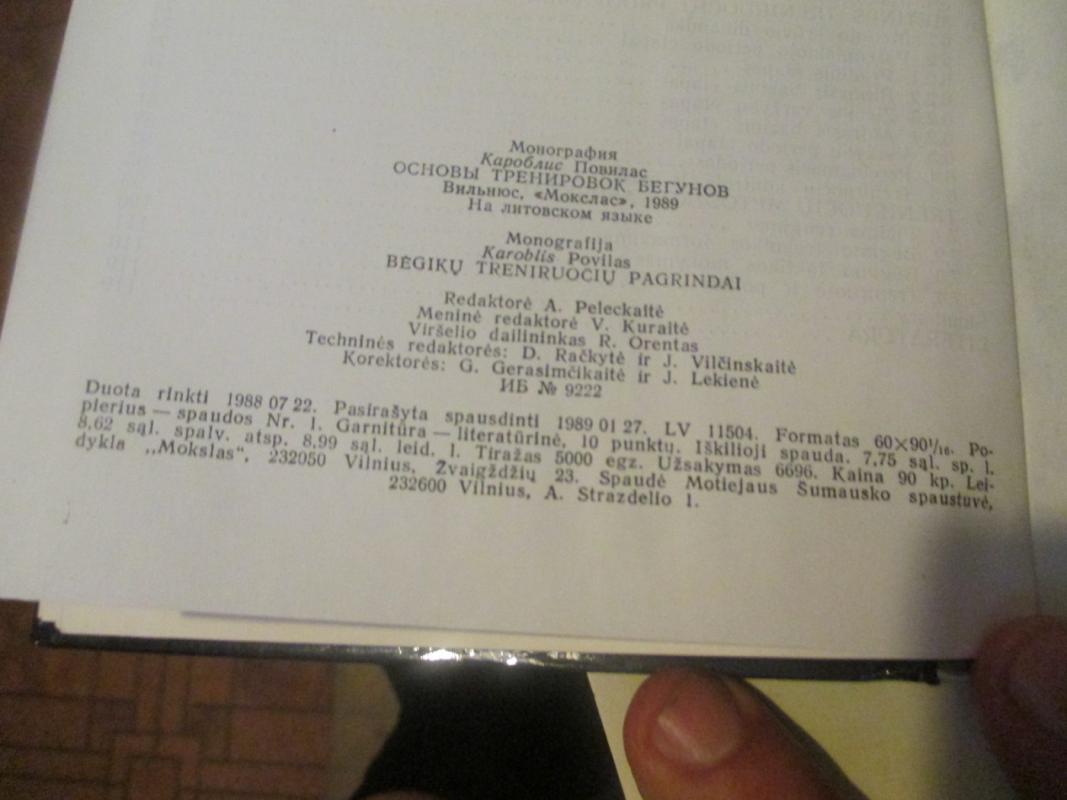 Монография
Кароблис Повилас
ОСНОВЫ ТРЕНИРОВОК БЕГУНОВ
Вильнюс, «Мокслас», 1989
На литовском языке
Monografija
Karoblis Povilas
BĖGIKŲ TRENIRUOČIŲ PAGRINDAI
Redaktorė A. Peleckaitė
Meninė redaktorė V. Kuraitė
Viršelio dailininkas R. Orentas
Techninės redaktorės: D. Račkytė ir J. Vilčinskaitė
Korektorės: G. Gerasimčikaitė ir J. Lekienė
ИБ № 9222
Duota rinkti 1988 07 22. Pasirašyta spausdinti 1989 01 27. LV 11504. Formatas 60×90¹/₁₆. Po-
pierius — spaudos Nr. 1. Garnitūra — literatūrinė, 10 punktų. Iškilioji spauda. 7,75 sąl. sp. l.
8,62 sąl. spalv. atsp. 8,99 sąl. leid. l. Tiražas 5000 egz. Užsakymas 6696. Kaina 90 kp. Lei-
dykla „Mokslas“, 232050 Vilnius, Žvaigždžių 23. Spaudė Motiejaus Šumausko spaustuvė,
232600 Vilnius, A. Strazdelio 1.
LITERATŪRA